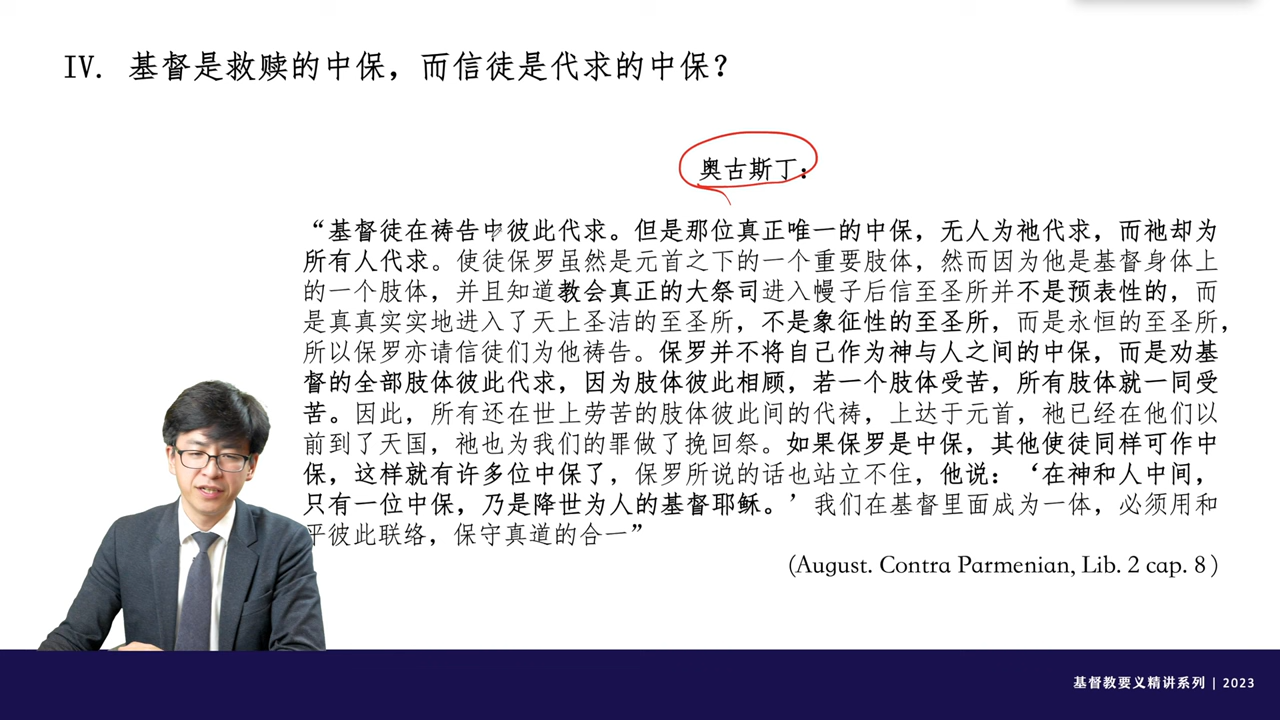 IV. 基督是救赎的中保，而信徒是代求的中保？
奥古斯丁：
“基督徒在祷告中彼此代求。但是那位真正唯一的中保，无人为祂代求，而祂却为
所有人代求。使徒保罗虽然是元首之下的一个重要肢体，然而因为他是基督身体上
的一个肢体，并且知道教会真正的大祭司进入幔子后信至圣所并不是预表性的，而
是真真实实地进入了天上圣洁的至圣所，不是象征性的至圣所，而是永恒的至圣所，
所以保罗亦请信徒们为他祷告。保罗并不将自己作为神与人之间的中保，而是劝基
督的全部肢体彼此代求，因为肢体彼此相顾，若一个肢体受苦，所有肢体就一同受
苦。因此，所有还在世上劳苦的肢体彼此间的代祷，上达于元首，祂已经在他们以
前到了天国，祂也为我们的罪做了挽回祭。如果保罗是中保，其他使徒同样可作中
保，这样就有许多位中保了，保罗所说的话也站立不住，他说：‘在神和人中间，
只有一位中保，乃是降世为人的基督耶稣。’我们在基督里面成为一体，必须用和
平彼此联络，保守真道的合一”
(August. Contra Parmenian, Lib. 2 cap. 8 )
基督教要义精讲系列 | 2023